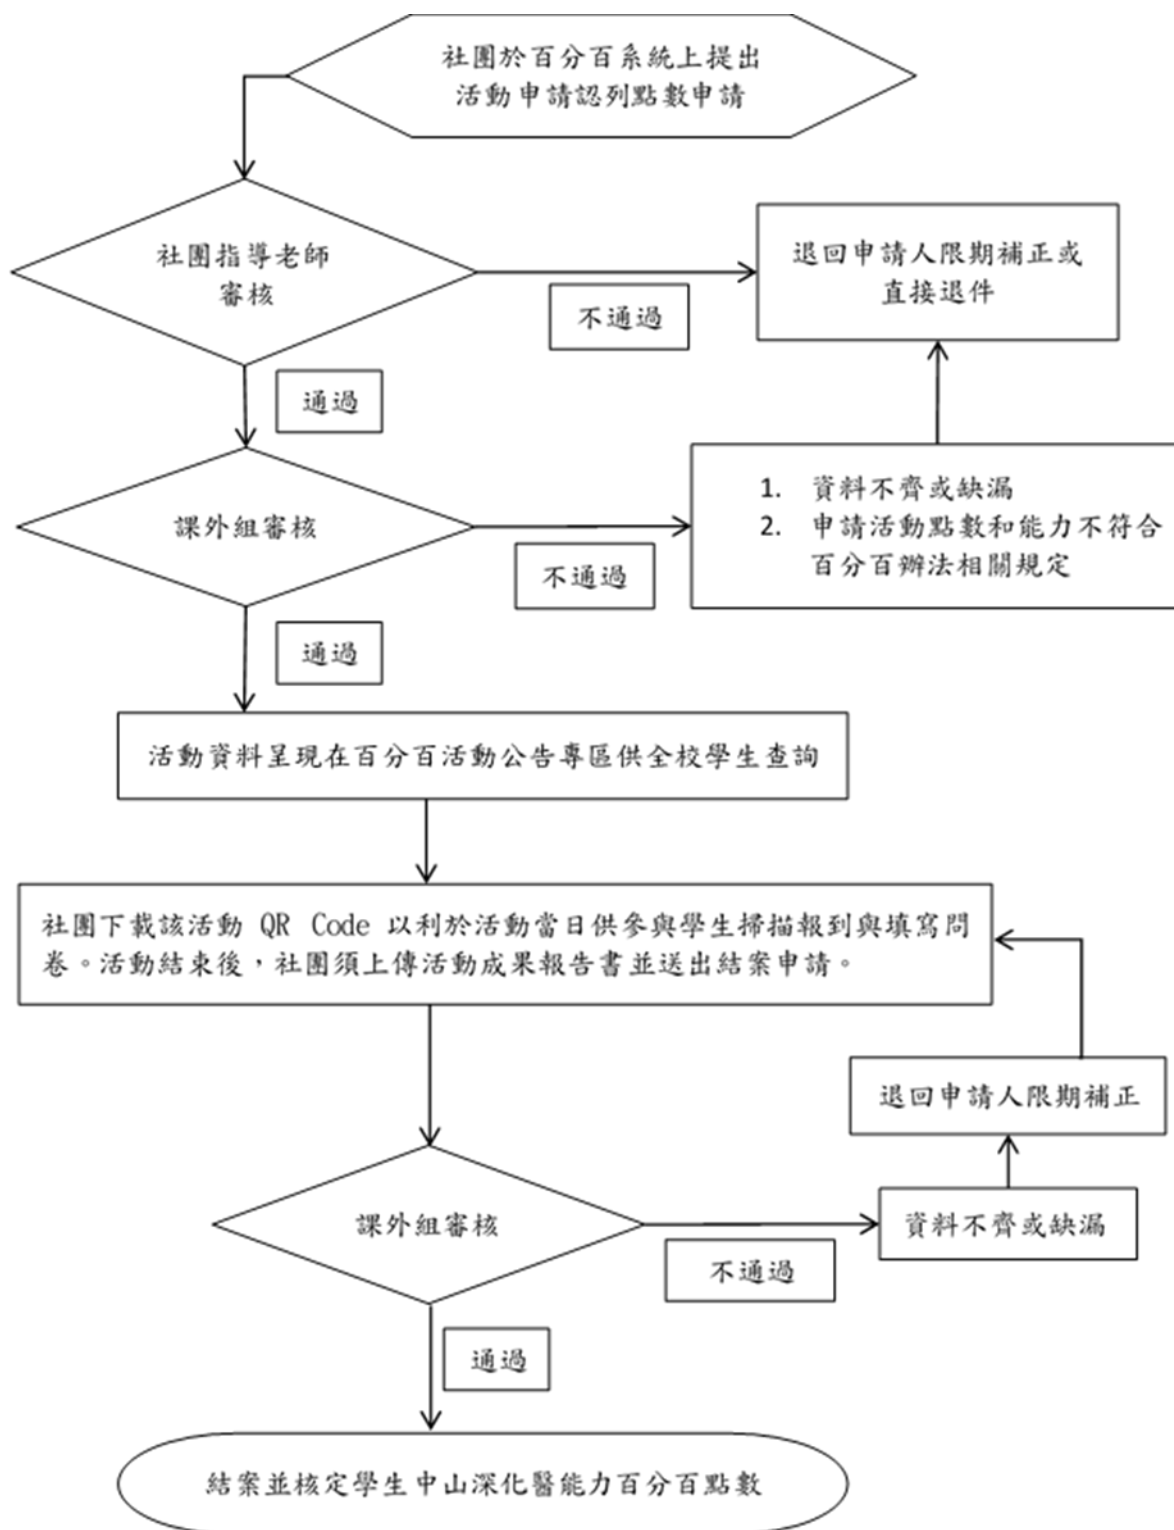 社團於百分百系統上提出
活動申請認列點數申請
社團指導老師
審核
不通過
退回申請人限期補正或
直接退件
通過
課外組審核
不通過
1. 資料不齊或缺漏
2. 申請活動點數和能力不符合
百分百辦法相關規定
通過
活動資料呈現在百分百活動公告專區供全校學生查詢
社團下載該活動 QR Code 以利於活動當日供參與學生掃描報到與填寫問
卷。活動結束後，社團須上傳活動成果報告書並送出結案申請。
退回申請人限期補正
課外組審核
不通過
資料不齊或缺漏
通過
結案並核定學生中山深化醫能力百分百點數